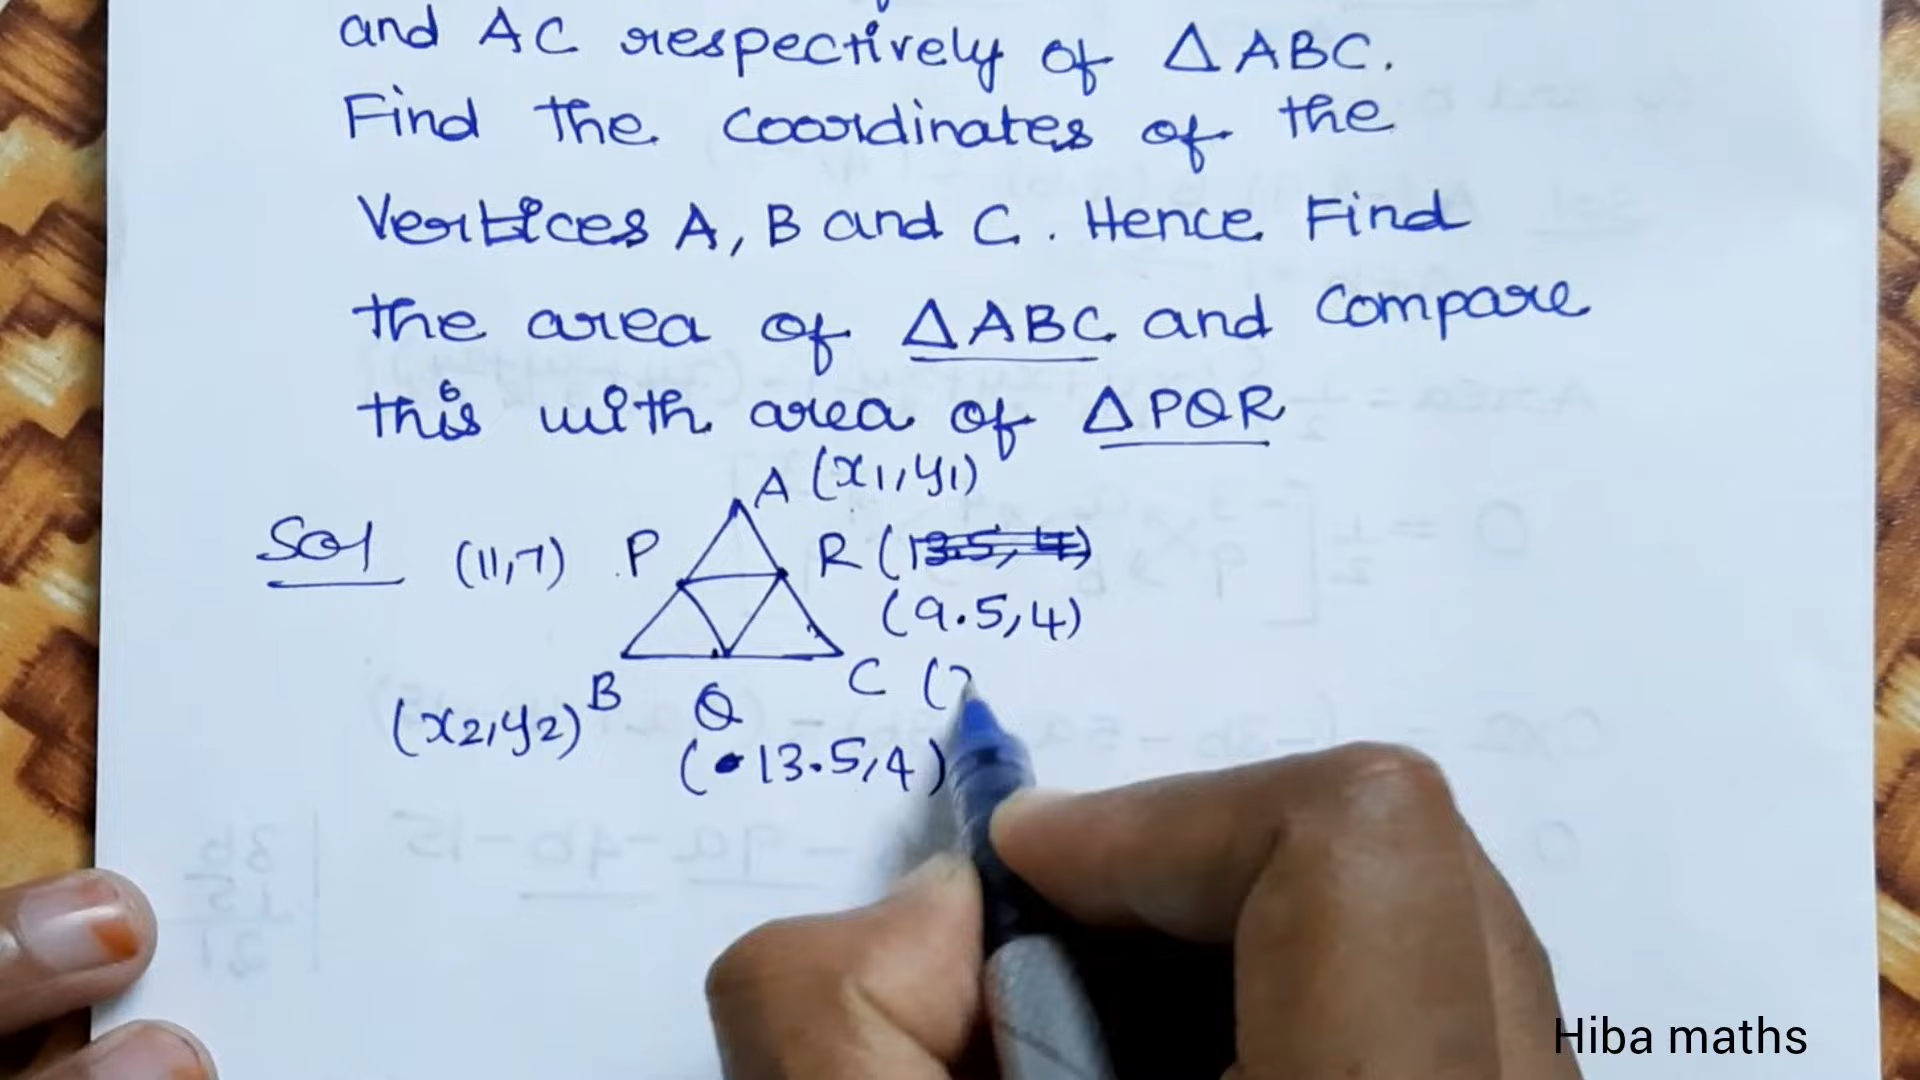 and AC respectively of △ABC.
Find the coordinates of the
Vertices A, B and C. Hence Find
the area of △ABC and compare
this with area of △PQR
A (x1, y1)
Sol (11,7) P R (13.5, 4)
(9.5, 4)
B C (
(x2, y2) Q
(13.5, 4)
Hiba maths